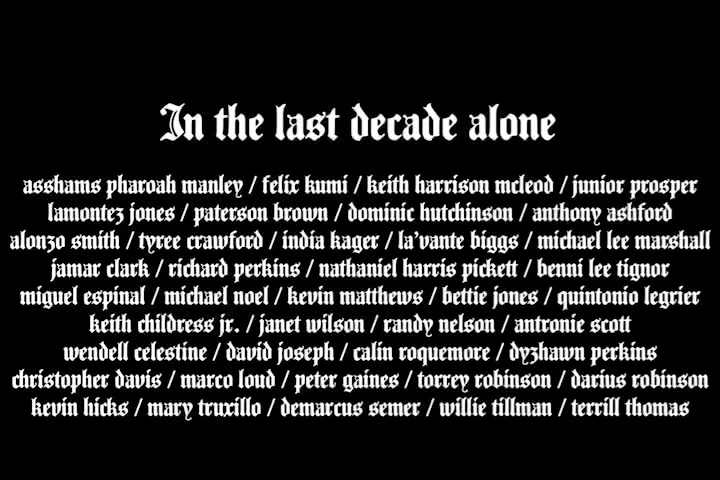 In the last decade alone
asshams pharoah manley / felix kumi / keith harrison mcleod / junior prosper
lamontez jones / paterson brown / dominic hutchinson / anthony ashford
alonzo smith / tyree crawford / india kager / la'vante biggs / michael lee marshall
jamar clark / richard perkins / nathaniel harris pickett / benni lee tignor
miguel espinal / michael noel / kevin matthews / bettie jones / quintonio legrier
keith childress jr. / janet wilson / randy nelson / antronie scott
wendell celestine / david joseph / calin roquemore / dyzhawn perkins
christopher davis / marco loud / peter gaines / torrey robinson / darius robinson
kevin hicks / mary truxillo / demarcus semer / willie tillman / terrill thomas